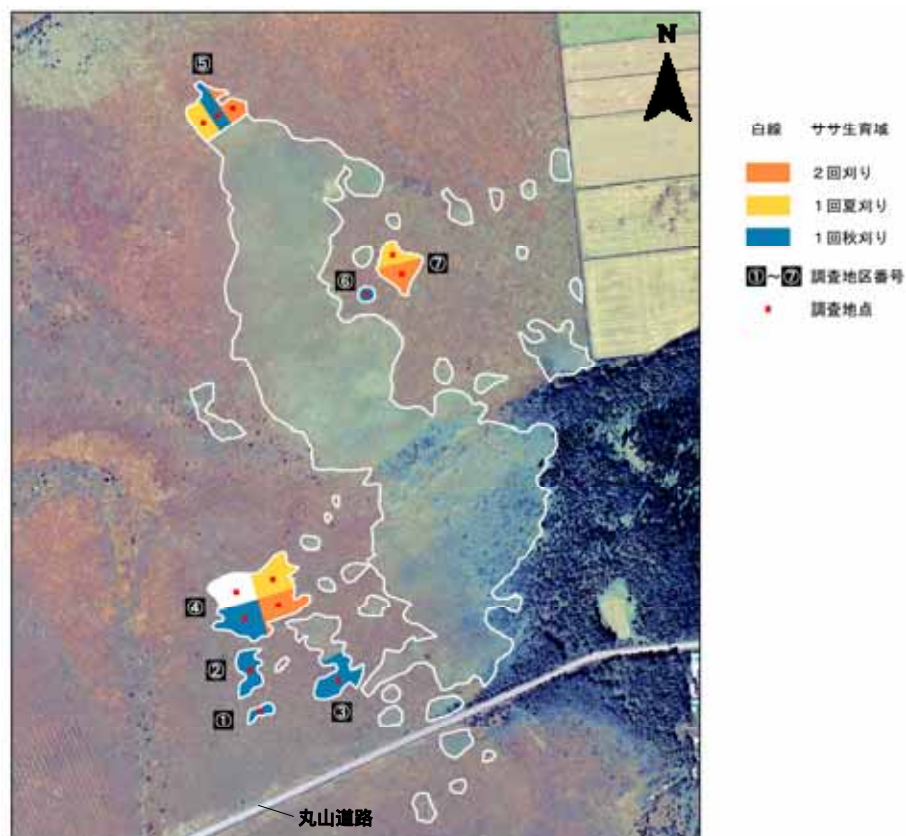 N
⑤
⑦
⑥
④
②
③
①
丸山道路
白線 ササ生育域
2回刈り
1回夏刈り
1回秋刈り
①～⑦ 調査地区番号
調査地点